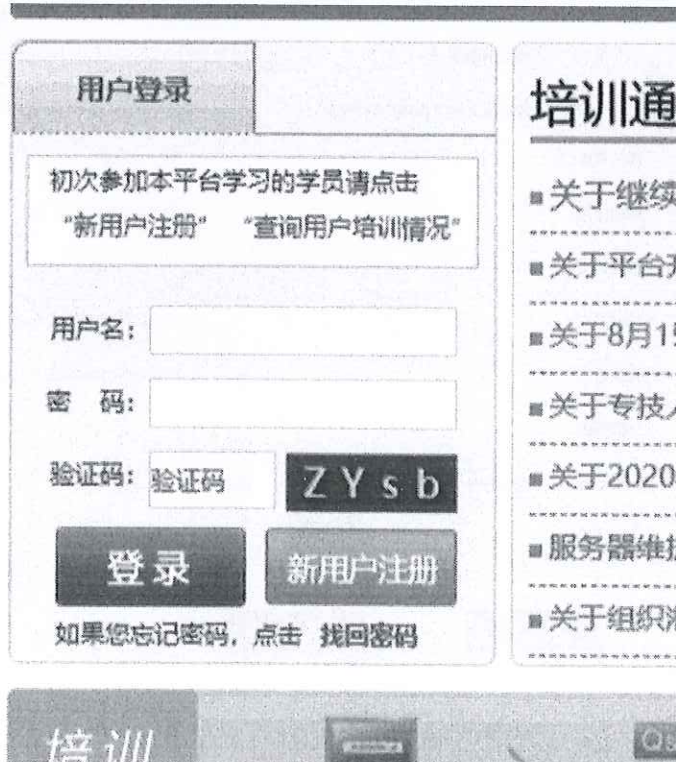 用户登录
初次参加本平台学习的学员请点击
“新用户注册” “查询用户培训情况”
用户名：
密 码：
验证码： 验证码 ZYsb
登录 新用户注册
如果您忘记密码，点击 找回密码
培训通
关于继续
关于平台
关于8月1
关于专技
关于2020
服务器维
关于组织
培训